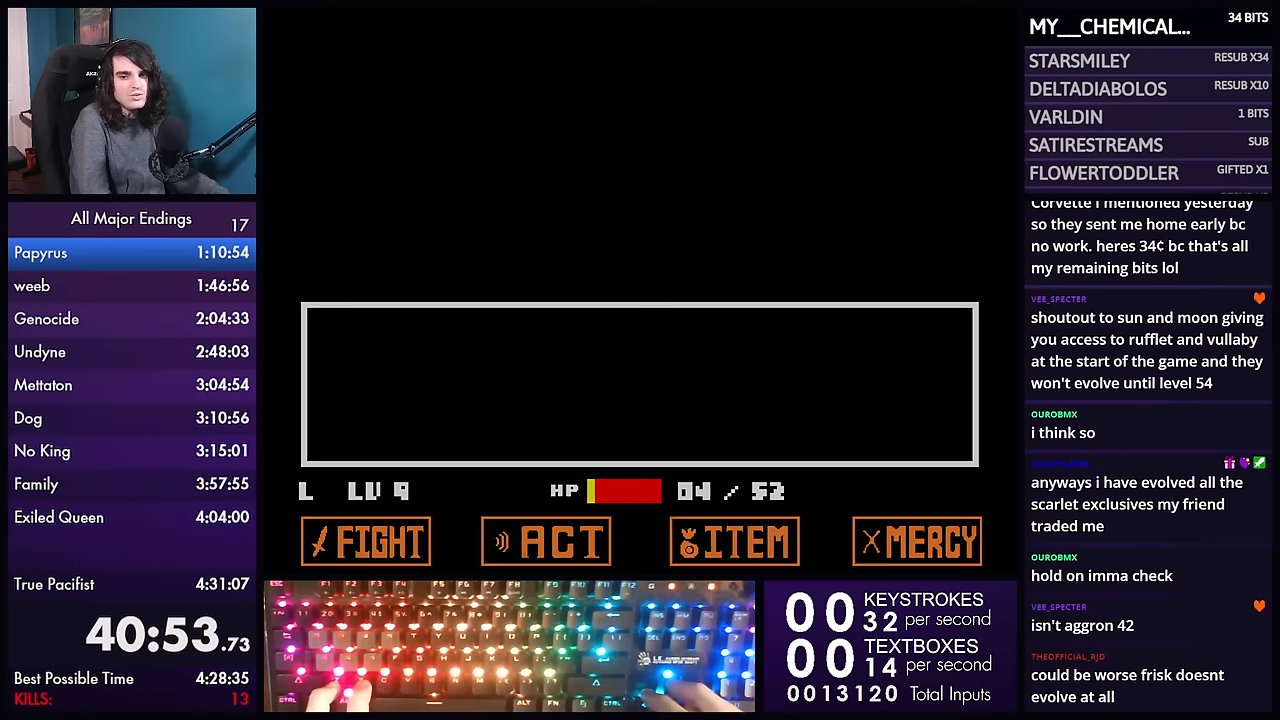 All Major Endings 17
Papyrus 1:10:54
weeb 1:46:56
Genocide 2:04:33
Undyne 2:48:03
Mettaton 3:04:54
Dog 3:10:56
No King 3:15:01
Family 3:57:55
Exiled Queen 4:04:00
True Pacifist 4:31:07
40:53.73
Best Possible Time 4:28:35
KILLS: 13
L LV 9 HP 04 / 52
FIGHT ACT ITEM MERCY
00 32 KEYSTROKES per second
00 14 TEXTBOXES per second
0013120 Total Inputs
MY__CHEMICAL... 34 BITS
STARSMILEY RESUB X34
DELTADIABOLOS RESUB X10
VARLDIN 1 BITS
SATIRESTREAMS SUB
FLOWERTODDLER GIFTED X1
Corvette I mentioned yesterday
so they sent me home early bc
no work. heres 34¢ bc that's all
my remaining bits lol
VEE_SPECTER
shoutout to sun and moon giving
you access to rufflet and vullaby
at the start of the game and they
won't evolve until level 54
OUROBMX
i think so
anyways i have evolved all the
scarlet exclusives my friend
traded me
OUROBMX
hold on imma check
VEE_SPECTER
isn't aggron 42
THEOFFICIAL_RJD
could be worse frisk doesnt
evolve at all